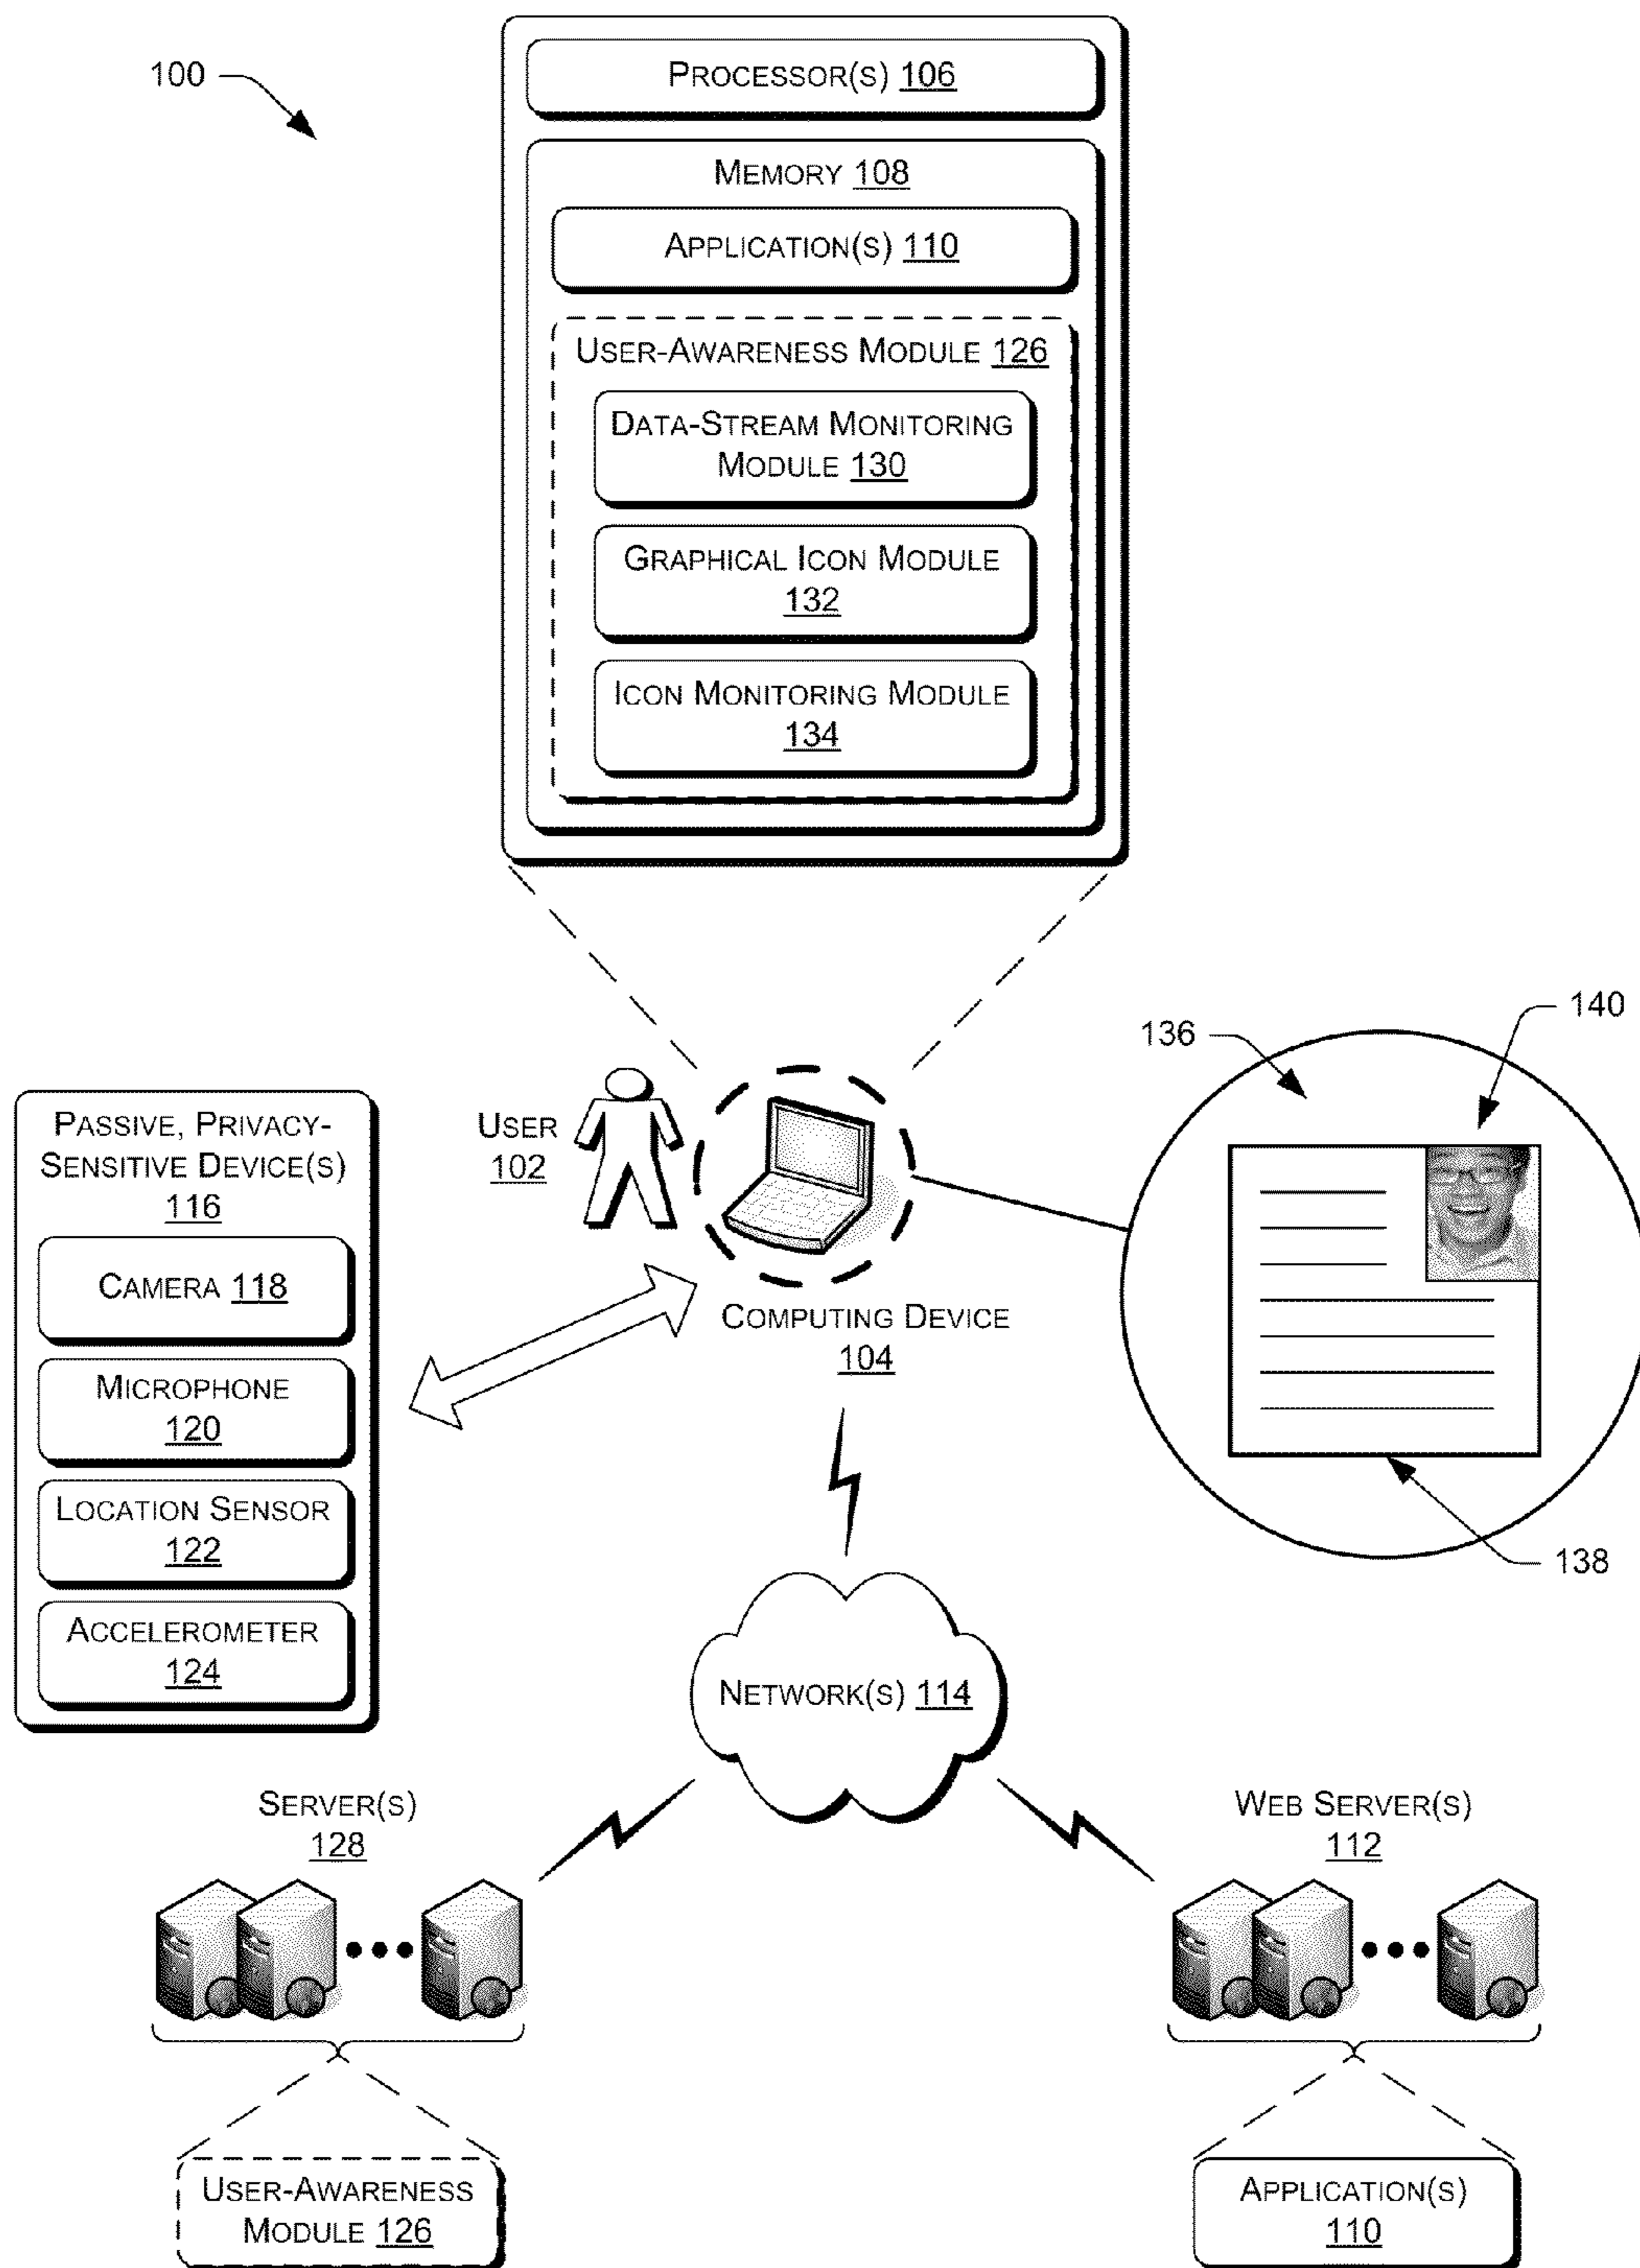 100
PROCESSOR(S) 106
MEMORY 108
APPLICATION(S) 110
USER-AWARENESS MODULE 126
DATA-STREAM MONITORING
MODULE 130
GRAPHICAL ICON MODULE
132
ICON MONITORING MODULE
134
136
140
USER
102
PASSIVE, PRIVACY-
SENSITIVE DEVICE(S)
116
CAMERA 118
MICROPHONE
120
LOCATION SENSOR
122
ACCELEROMETER
124
COMPUTING DEVICE
104
138
NETWORK(S) 114
SERVER(S)
128
WEB SERVER(S)
112
USER-AWARENESS
MODULE 126
APPLICATION(S)
110